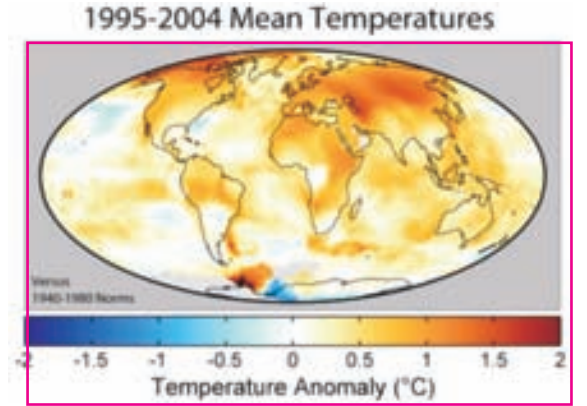 1995-2004 Mean Temperatures
Versus
1940-1980 Norms
-2 -1.5 -1 -0.5 0 0.5 1 1.5 2
Temperature Anomaly (°C)